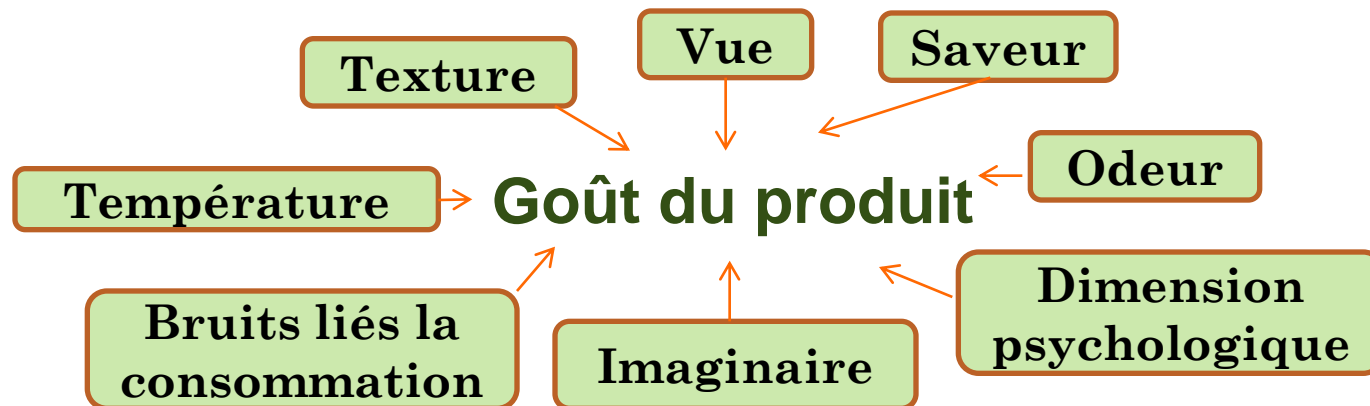 Vue
Saveur
Texture
Odeur
Température
Goût du produit
Dimension
psychologique
Bruits liés la
consommation
Imaginaire